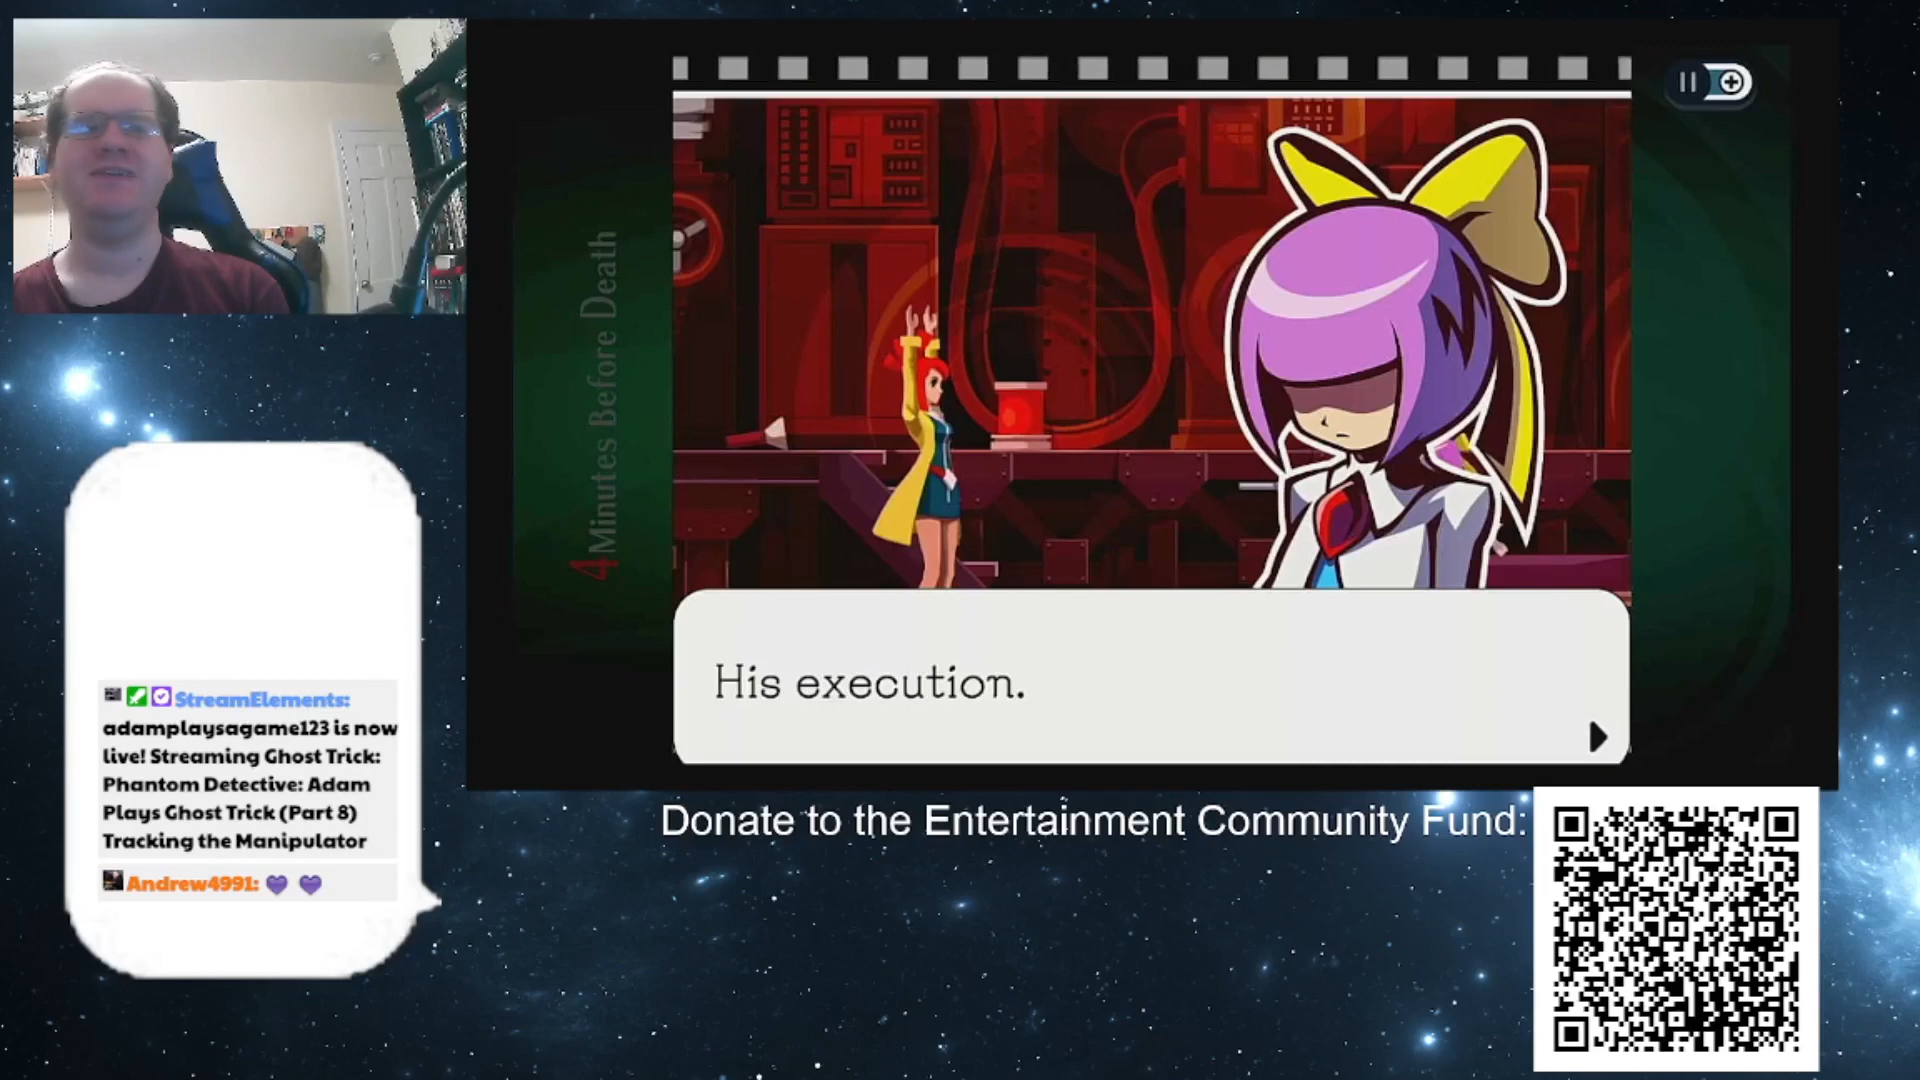 4 Minutes Before Death
His execution.
StreamElements:
adamplaysagame123 is now
live! Streaming Ghost Trick:
Phantom Detective: Adam
Plays Ghost Trick (Part 8)
Tracking the Manipulator
Andrew4991: 💜 💜
Donate to the Entertainment Community Fund: